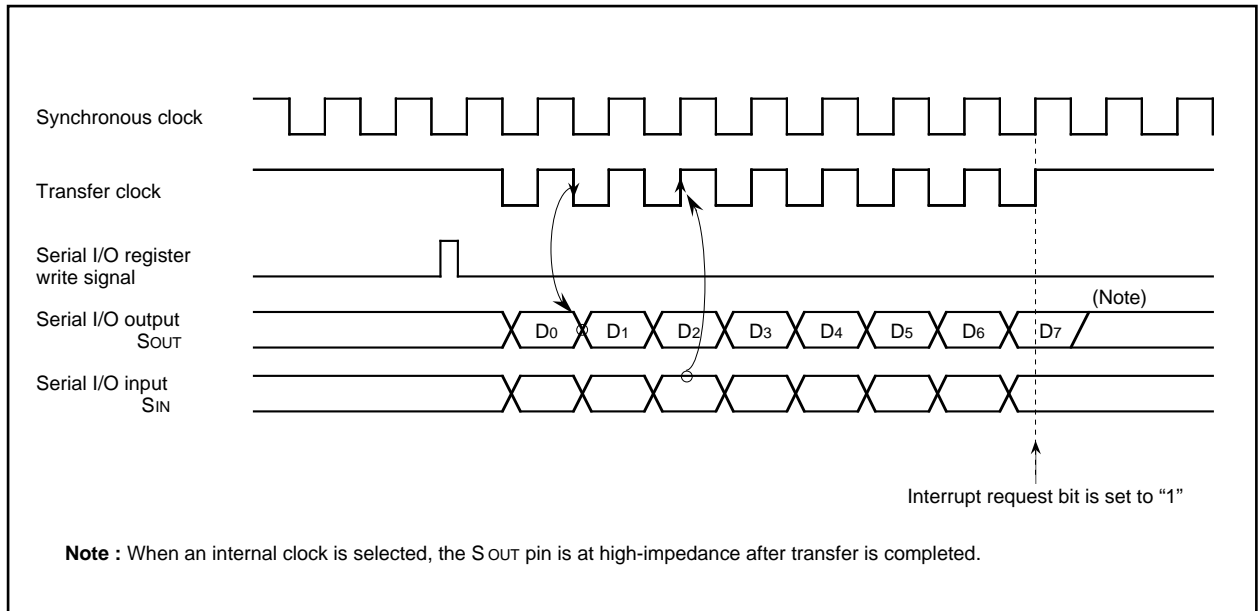 Synchronous clock
Transfer clock
Serial I/O register
write signal
Serial I/O output
SOUT
(Note)
D0 D1 D2 D3 D4 D5 D6 D7
Serial I/O input
SIN
Interrupt request bit is set to “1”
Note : When an internal clock is selected, the SOUT pin is at high-impedance after transfer is completed.